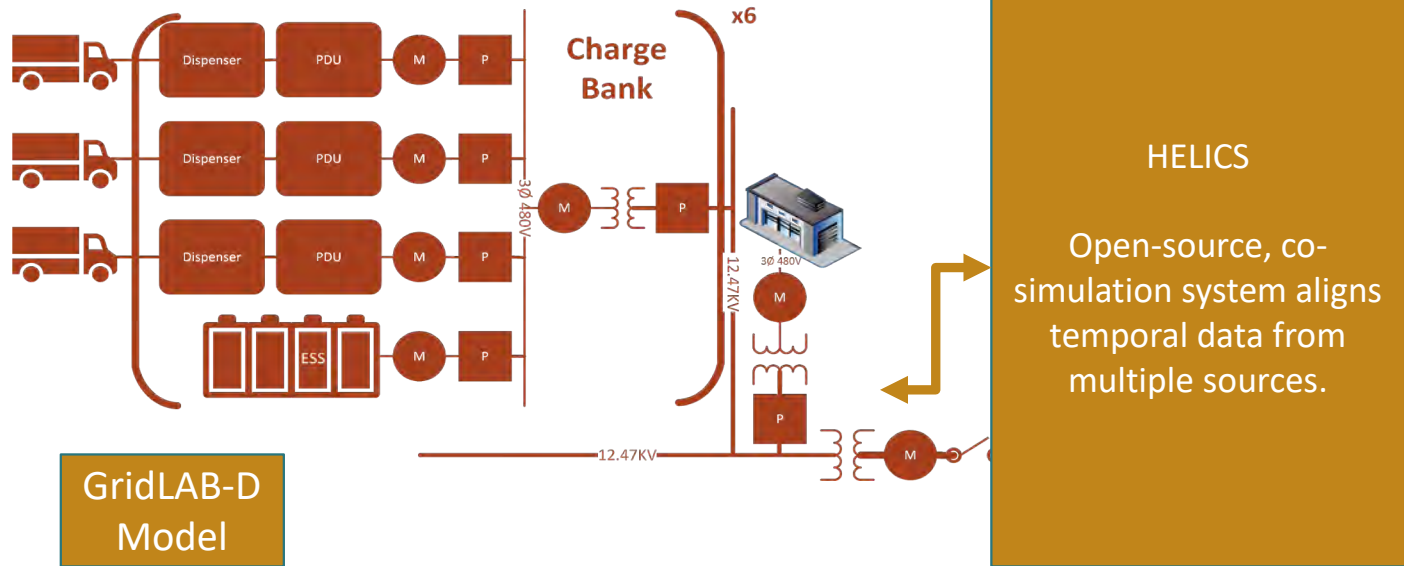 x6
Charge
Bank
Dispenser
PDU
M
P
Dispenser
PDU
M
P
3Ø 480V
M
P
Dispenser
PDU
M
P
ESS
M
P
12.47KV
3Ø 480V
M
P
12.47KV
M
GridLAB-D
Model
HELICS
Open-source, co-
simulation system aligns
temporal data from
multiple sources.